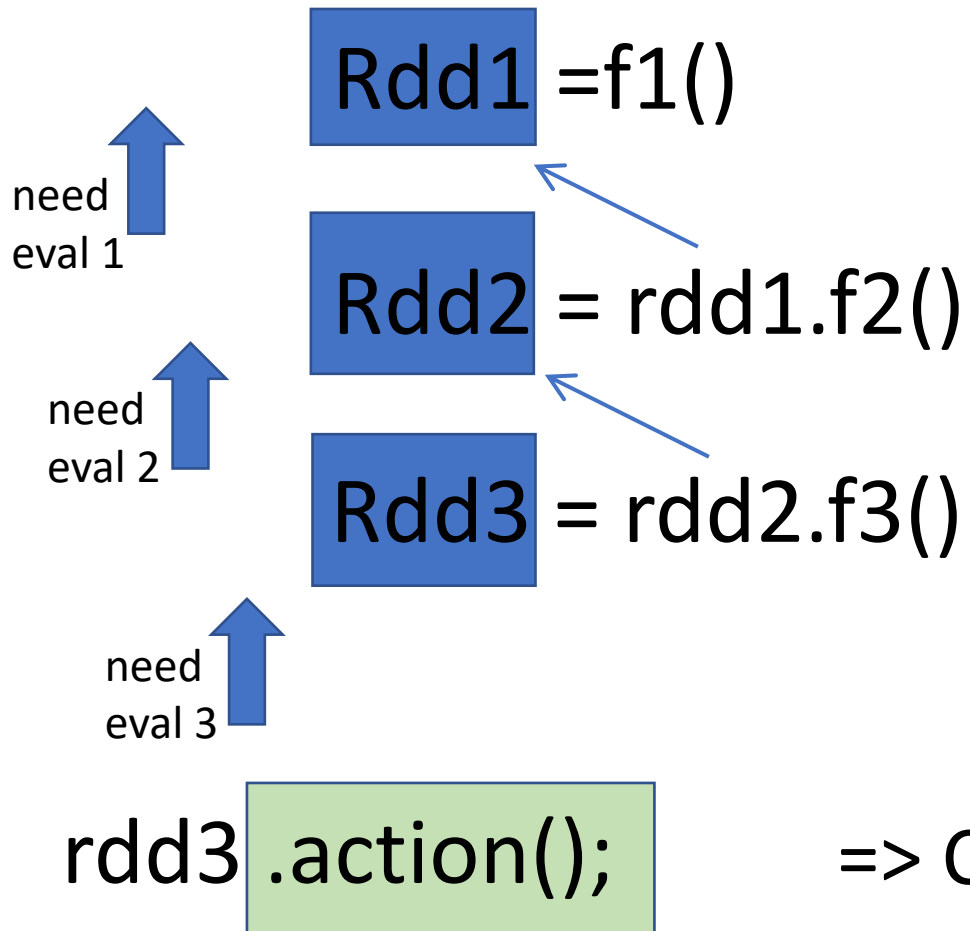 Rdd1 =f1()
need
eval 1
Rdd2 = rdd1.f2()
need
eval 2
Rdd3 = rdd2.f3()
need
eval 3
rdd3 .action(); =>